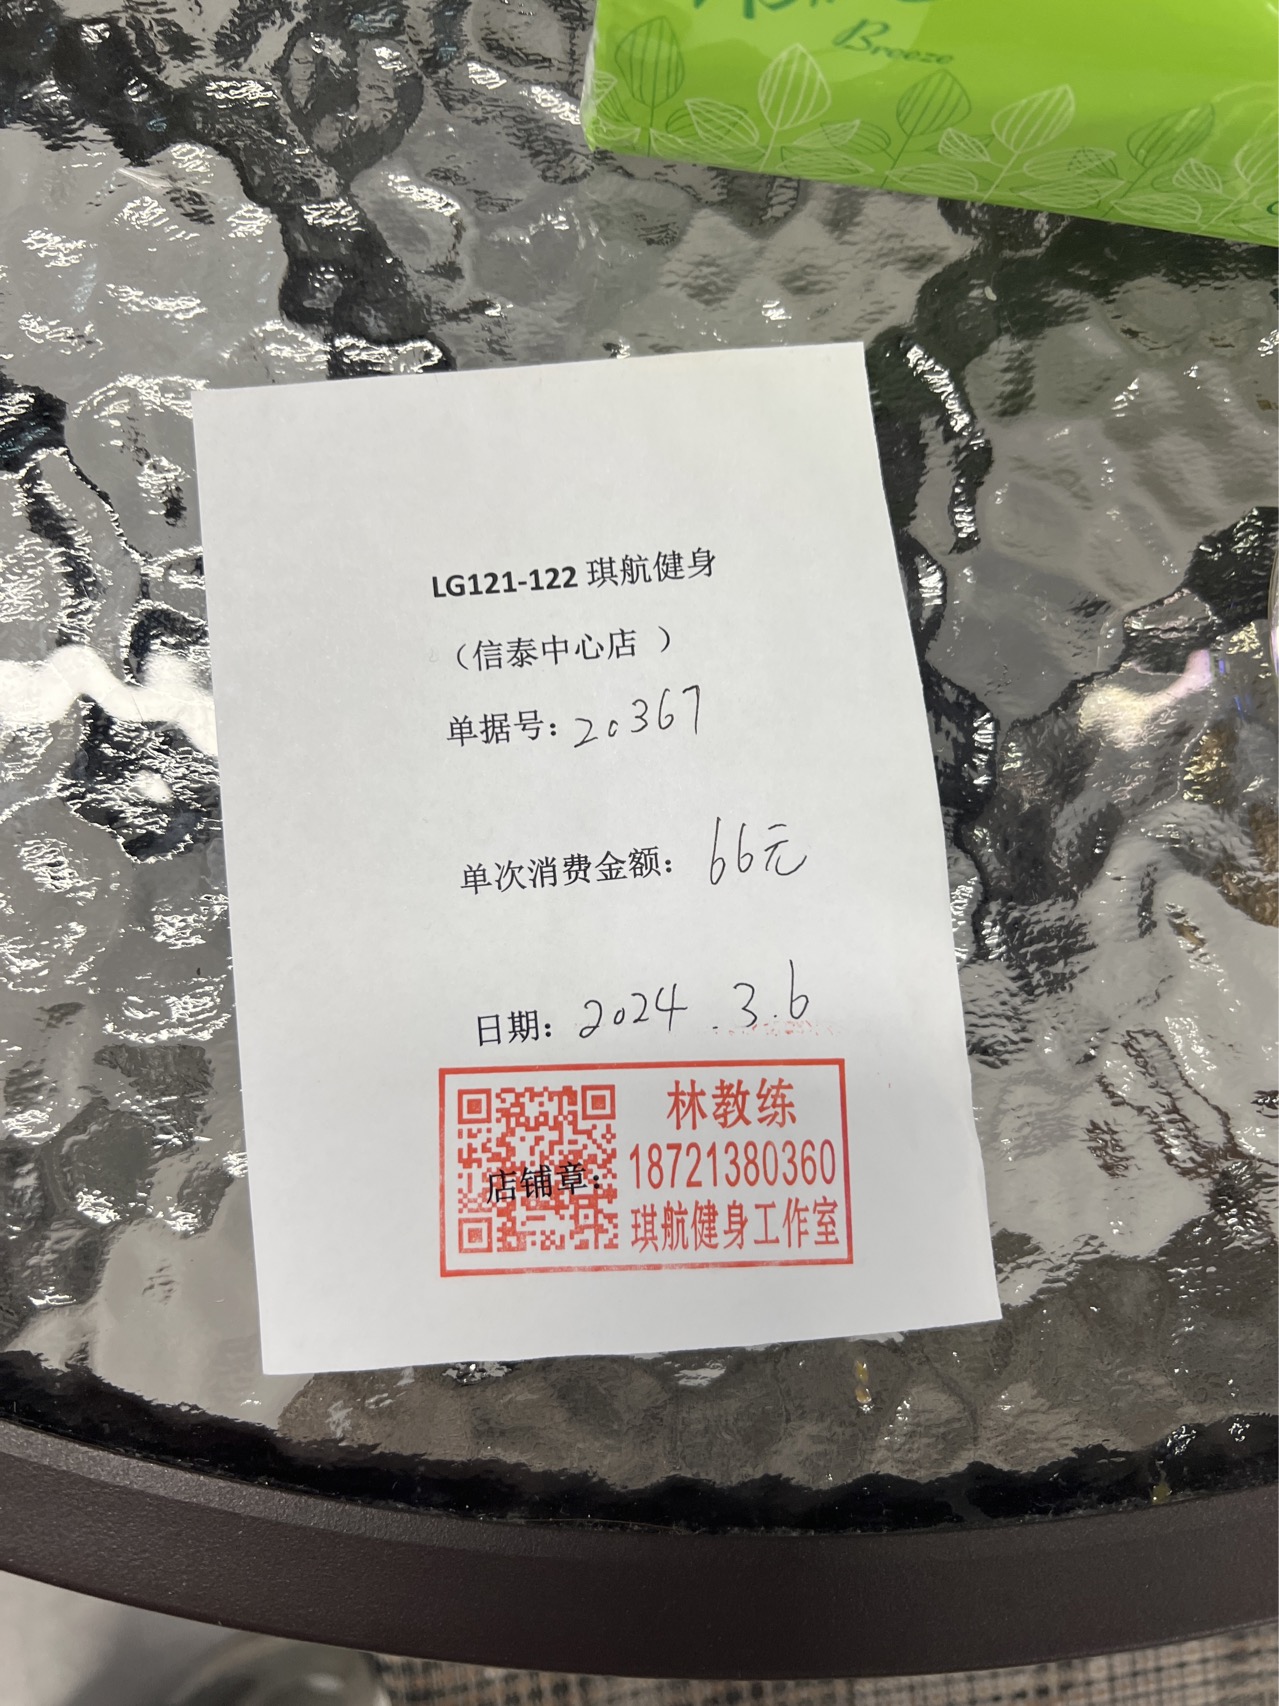 Breeze
LG121-122 琪航健身
（信泰中心店 ）
单据号：20367
单次消费金额：66元
日期：2024.3.6
店铺章：
林教练
18721380360
琪航健身工作室